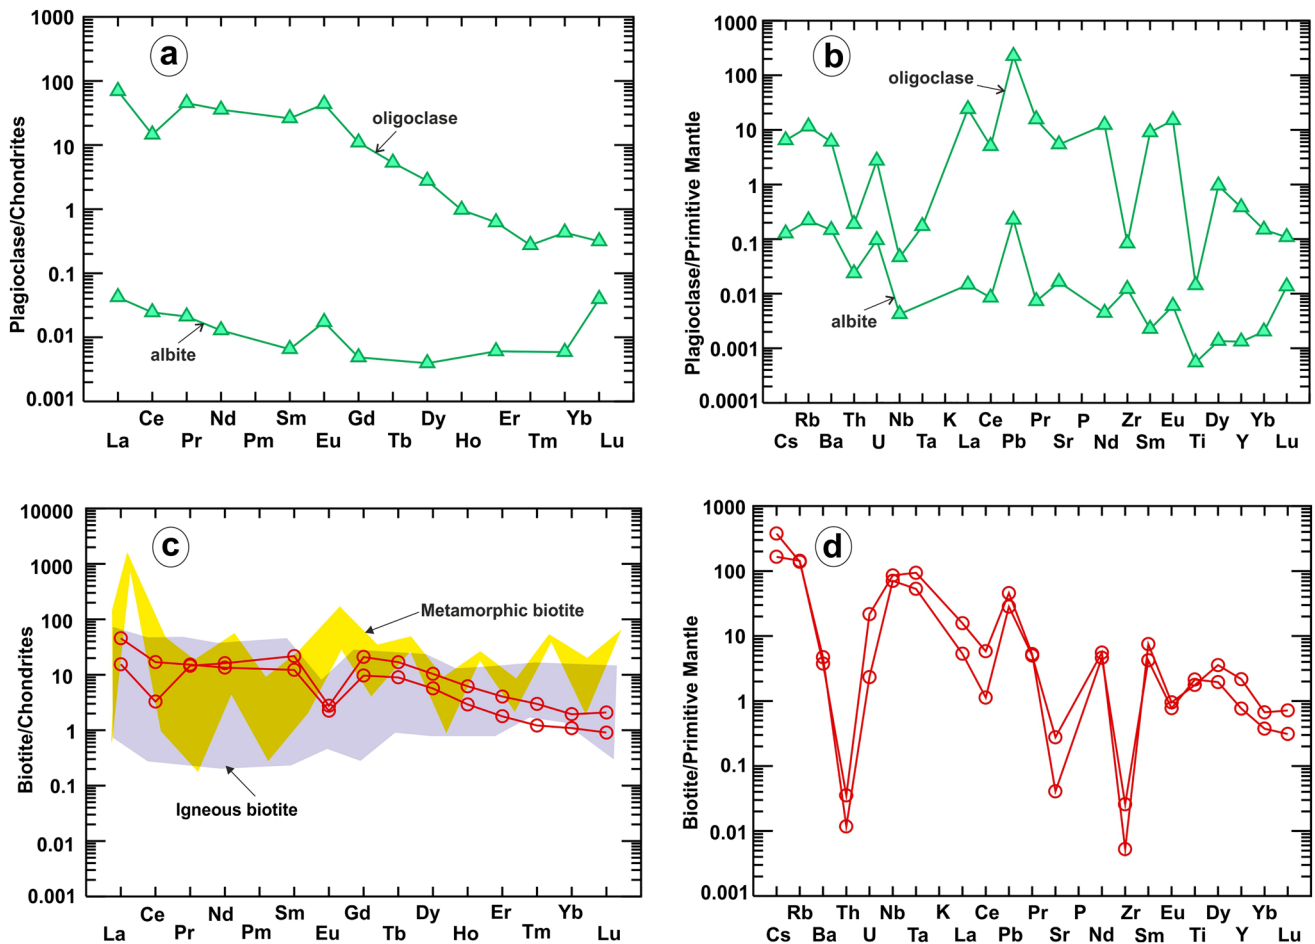 a
Plagioclase/Chondrites
1000
100
10
1
0.1
0.01
0.001
oligoclase
albite
Ce Nd Sm Gd Dy Er Yb
La Pr Pm Eu Tb Ho Tm Lu
b
Plagioclase/Primitive Mantle
1000
100
10
1
0.1
0.01
0.001
0.0001
oligoclase
albite
Rb Th Nb K Ce Pr P Zr Eu Dy Yb
Cs Ba U Ta La Pb Sr Nd Sm Ti Y Lu
c
Biotite/Chondrites
10000
1000
100
10
1
0.1
0.01
0.001
Metamorphic biotite
Igneous biotite
Ce Nd Sm Gd Dy Er Yb
La Pr Pm Eu Tb Ho Tm Lu
d
Biotite/Primitive Mantle
1000
100
10
1
0.1
0.01
0.001
Rb Th Nb K Ce Pr P Zr Eu Dy Yb
Cs Ba U Ta La Pb Sr Nd Sm Ti Y Lu